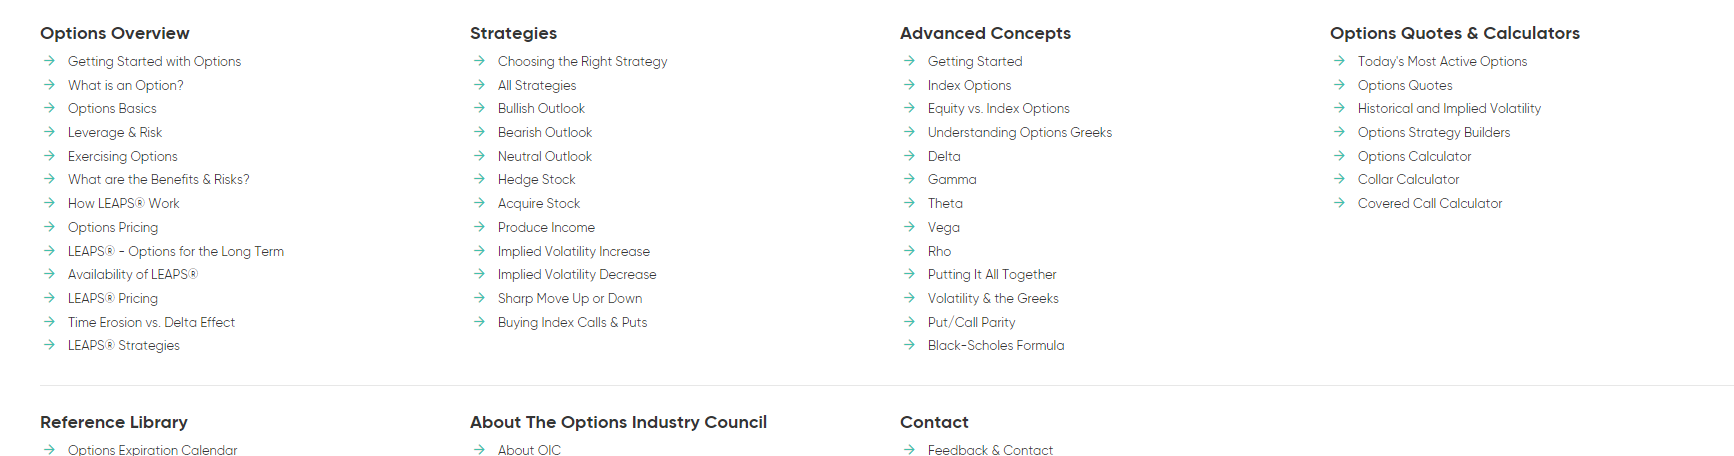 Options Overview
Getting Started with Options
What is an Option?
Options Basics
Leverage & Risk
Exercising Options
What are the Benefits & Risks?
How LEAPS® Work
Options Pricing
LEAPS® - Options for the Long Term
Availability of LEAPS®
LEAPS® Pricing
Time Erosion vs. Delta Effect
LEAPS® Strategies
Strategies
Choosing the Right Strategy
All Strategies
Bullish Outlook
Bearish Outlook
Neutral Outlook
Hedge Stock
Acquire Stock
Produce Income
Implied Volatility Increase
Implied Volatility Decrease
Sharp Move Up or Down
Buying Index Calls & Puts
Advanced Concepts
Getting Started
Index Options
Equity vs. Index Options
Understanding Options Greeks
Delta
Gamma
Theta
Vega
Rho
Putting It All Together
Volatility & the Greeks
Put/Call Parity
Black-Scholes Formula
Options Quotes & Calculators
Today's Most Active Options
Options Quotes
Historical and Implied Volatility
Options Strategy Builders
Options Calculator
Collar Calculator
Covered Call Calculator
Reference Library
Options Expiration Calendar
About The Options Industry Council
About OIC
Contact
Feedback & Contact